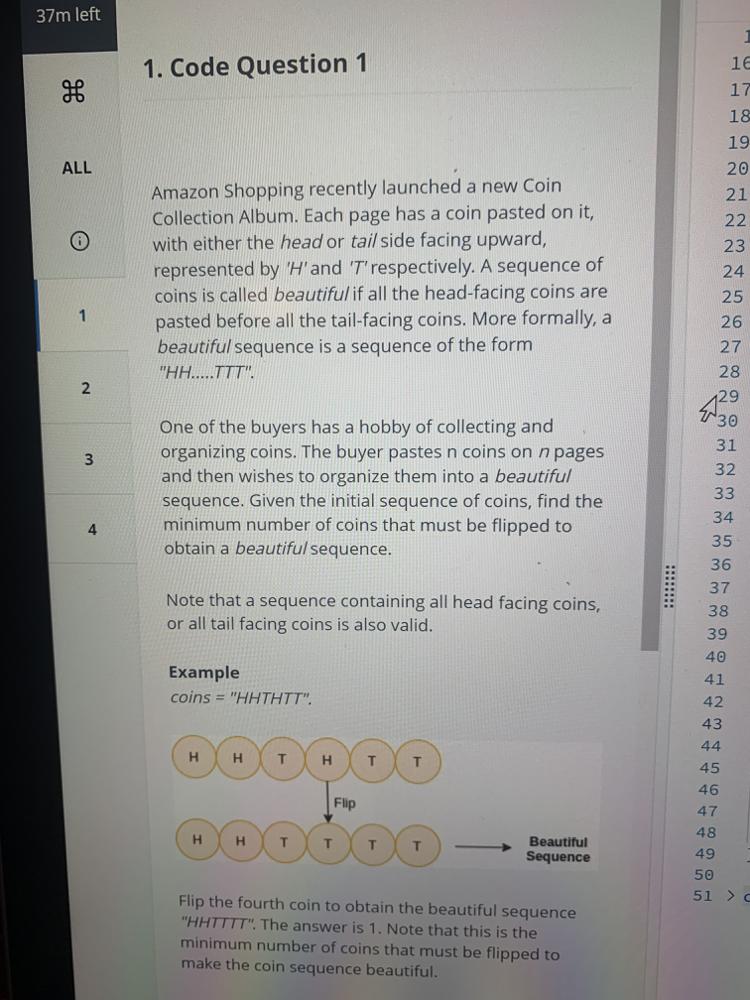 37m left
1. Code Question 1
⌘
ALL
1
2
3
4
Amazon Shopping recently launched a new Coin
Collection Album. Each page has a coin pasted on it,
with either the head or tail side facing upward,
represented by 'H' and 'T' respectively. A sequence of
coins is called beautiful if all the head-facing coins are
pasted before all the tail-facing coins. More formally, a
beautiful sequence is a sequence of the form
"HH.....TTT".
One of the buyers has a hobby of collecting and
organizing coins. The buyer pastes n coins on n pages
and then wishes to organize them into a beautiful
sequence. Given the initial sequence of coins, find the
minimum number of coins that must be flipped to
obtain a beautiful sequence.
Note that a sequence containing all head facing coins,
or all tail facing coins is also valid.
Example
coins = "HHTHTT".
H H T H T T
Flip
H H T T T T
Beautiful
Sequence
Flip the fourth coin to obtain the beautiful sequence
"HHTTTT". The answer is 1. Note that this is the
minimum number of coins that must be flipped to
make the coin sequence beautiful.
16
17
18
19
20
21
22
23
24
25
26
27
28
29
30
31
32
33
34
35
36
37
38
39
40
41
42
43
44
45
46
47
48
49
50
51 >